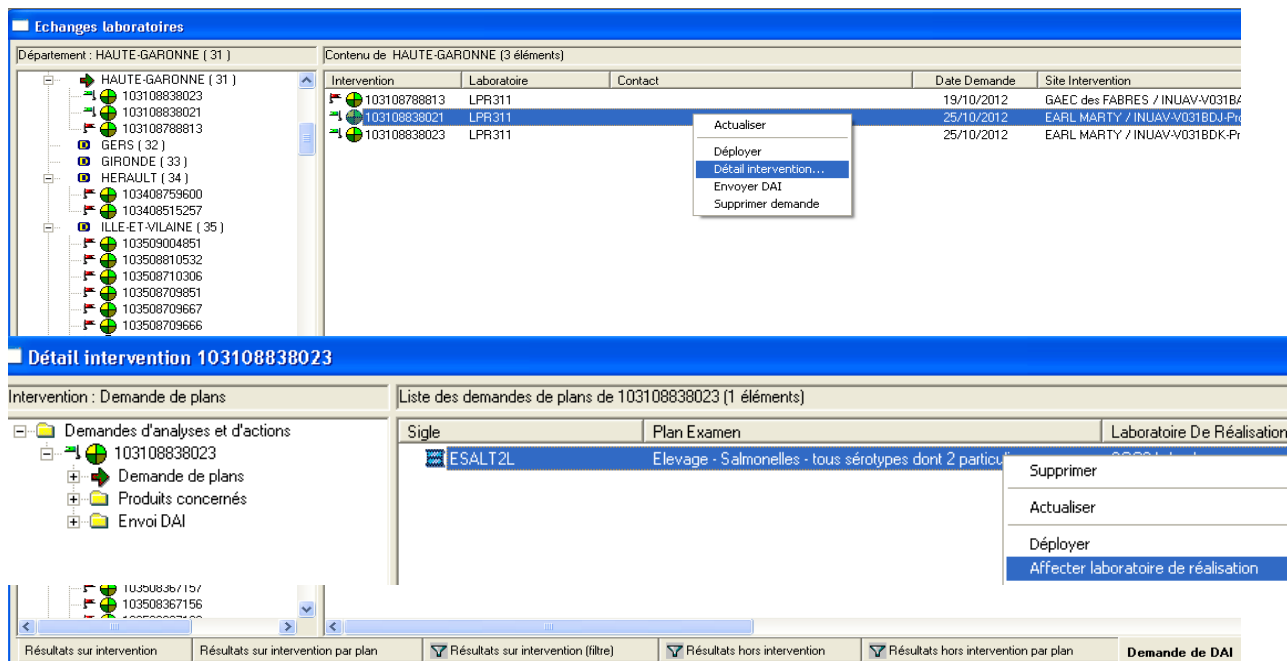 Echanges laboratoires
Département : HAUTE-GARONNE ( 31 )
Contenu de HAUTE-GARONNE (3 éléments)
HAUTE-GARONNE ( 31 )
103108838023
103108838021
103108788813
GERS ( 32 )
GIRONDE ( 33 )
HERAULT ( 34 )
103408759600
103408515257
ILLE-ET-VILAINE ( 35 )
103509004851
103508810532
103508710306
103508709851
103508709667
103508709666
Intervention Laboratoire Contact Date Demande Site Intervention
103108788813 LPR311 19/10/2012 GAEC des FABRES / INUAV-V031BA
103108838021 LPR311 25/10/2012 EARL MARTY / INUAV-V031BDJ-Pro
103108838023 LPR311 25/10/2012 EARL MARTY / INUAV-V031BDK-Pr
Actualiser
Déployer
Détail intervention...
Envoyer DAI
Supprimer demande
Détail intervention 103108838023
Intervention : Demande de plans
Liste des demandes de plans de 103108838023 (1 éléments)
Demandes d'analyses et d'actions
103108838023
Demande de plans
Produits concernés
Envoi DAI
Sigle Plan Examen Laboratoire De Réalisation
ESALT2L Elevage - Salmonelles - tous sérotypes dont 2 particu
Supprimer
Actualiser
Déployer
Affecter laboratoire de réalisation
103508367157
103508367156
Résultats sur intervention Résultats sur intervention par plan Résultats sur intervention (filtre) Résultats hors intervention Résultats hors intervention par plan Demande de DAI